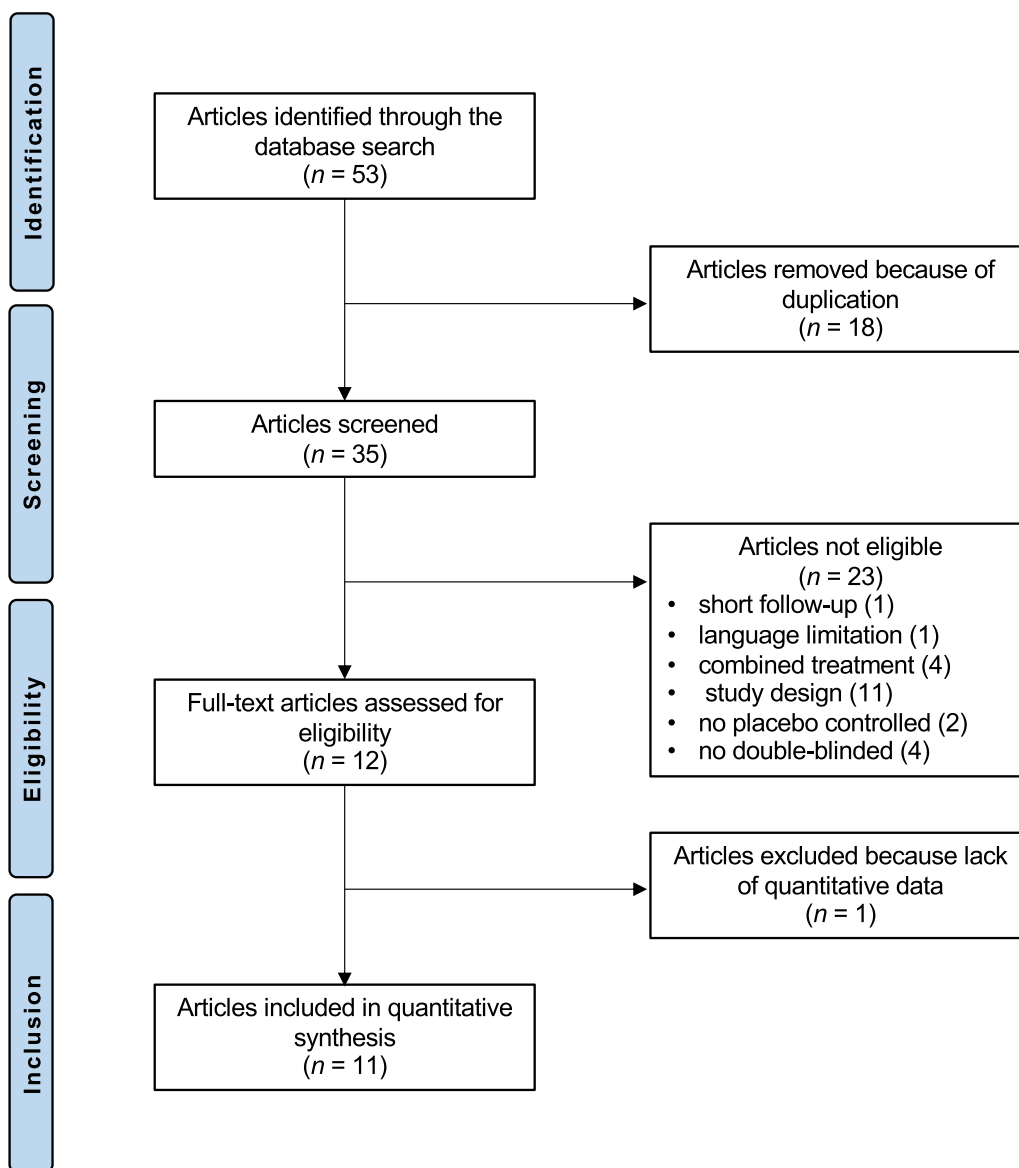 Identification
Articles identified through the
database search
(n = 53)
Articles removed because of
duplication
(n = 18)
Screening
Articles screened
(n = 35)
Articles not eligible
(n = 23)
• short follow-up (1)
• language limitation (1)
• combined treatment (4)
• study design (11)
• no placebo controlled (2)
• no double-blinded (4)
Eligibility
Full-text articles assessed for
eligibility
(n = 12)
Articles excluded because lack
of quantitative data
(n = 1)
Inclusion
Articles included in quantitative
synthesis
(n = 11)